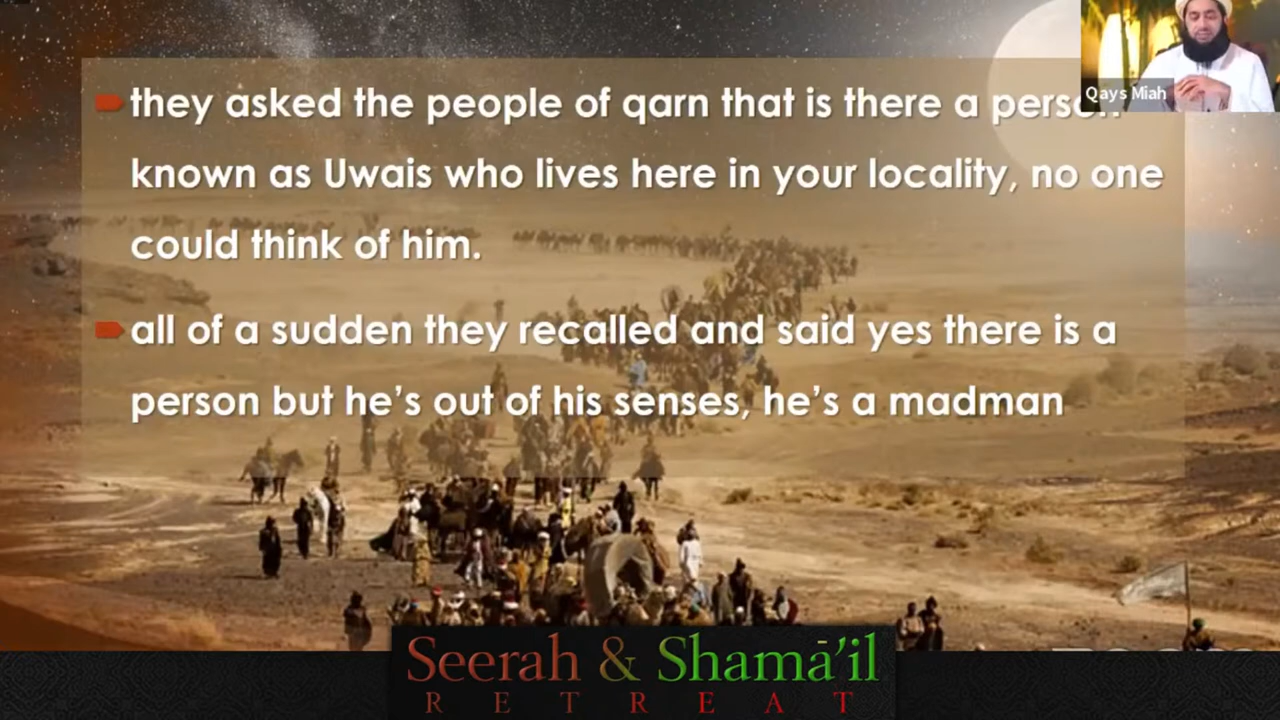 they asked the people of qarn that is there a person
known as Uwais who lives here in your locality, no one
could think of him.
all of a sudden they recalled and said yes there is a
person but he's out of his senses, he's a madman
Qays Miah
Seerah & Shamā'il
RETREAT